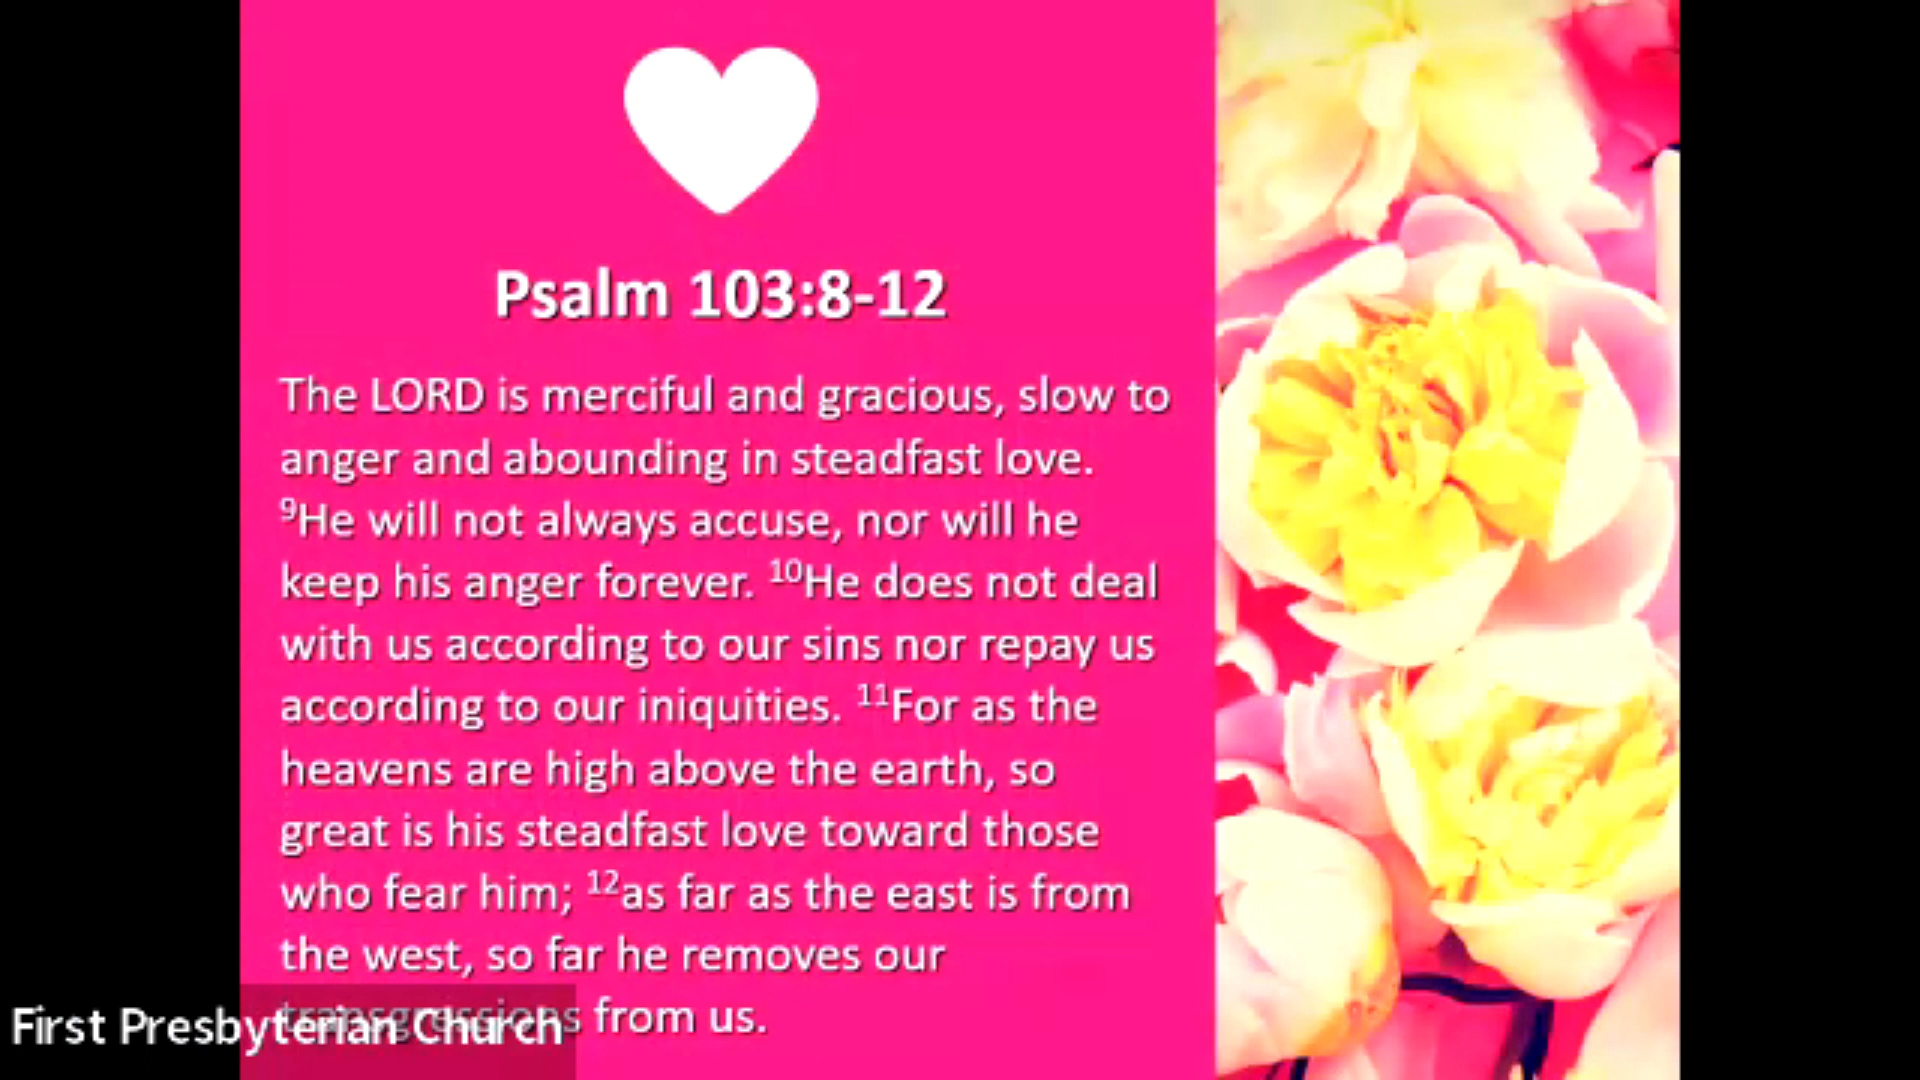 Psalm 103:8-12
The LORD is merciful and gracious, slow to
anger and abounding in steadfast love.
⁹He will not always accuse, nor will he
keep his anger forever. ¹⁰He does not deal
with us according to our sins nor repay us
according to our iniquities. ¹¹For as the
heavens are high above the earth, so
great is his steadfast love toward those
who fear him; ¹²as far as the east is from
the west, so far he removes our
transgressions from us.
First Presbyterian Church